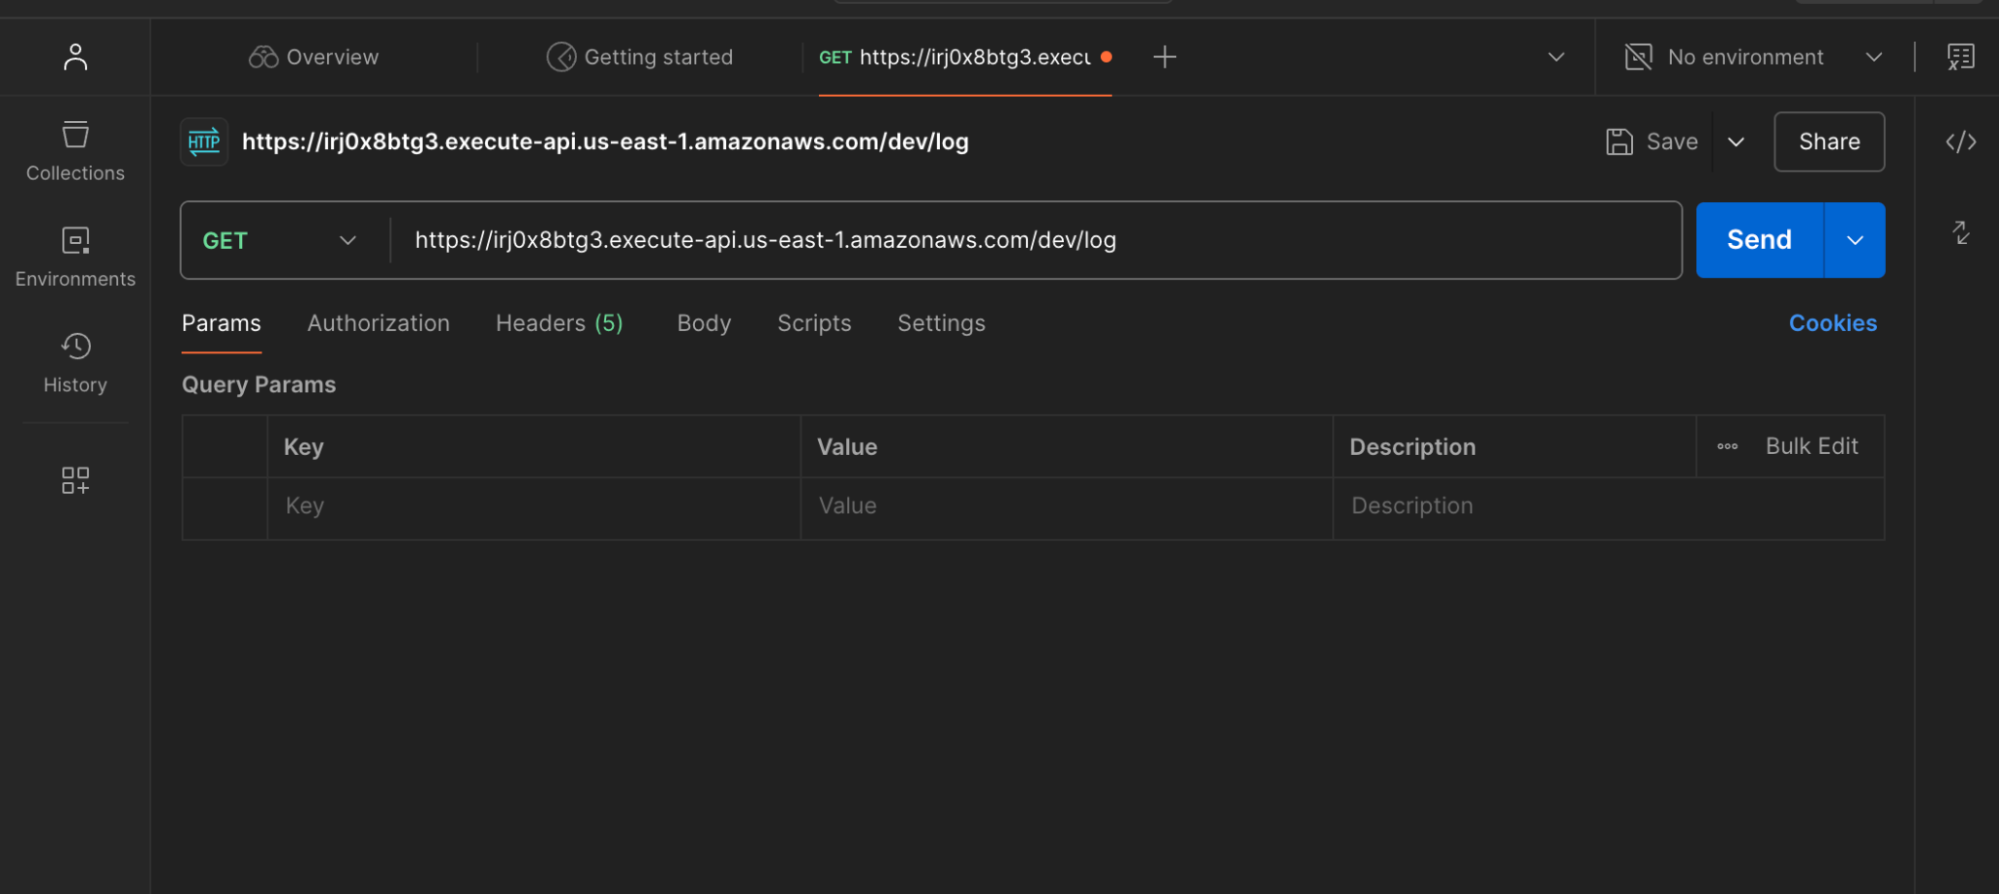 Overview
Getting started
GET https://irj0x8btg3.execu
No environment
HTTP
https://irj0x8btg3.execute-api.us-east-1.amazonaws.com/dev/log
Save
Share
Collections
GET
https://irj0x8btg3.execute-api.us-east-1.amazonaws.com/dev/log
Send
Environments
Params Authorization Headers (5) Body Scripts Settings Cookies
History
Query Params
Key Value Description Bulk Edit
Key Value Description